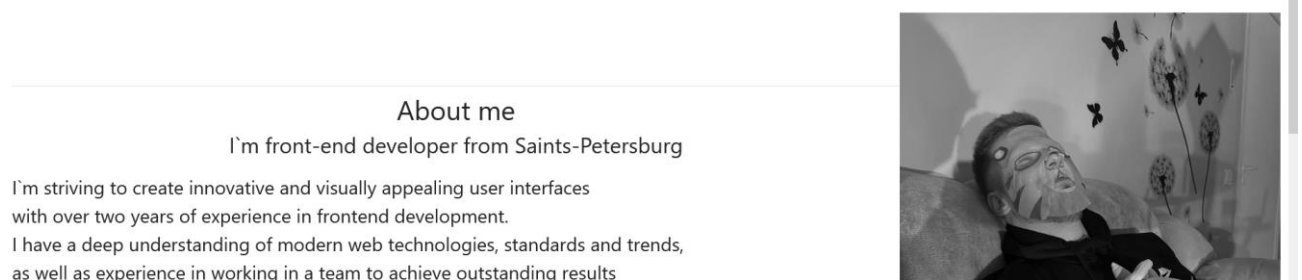 About me
I`m front-end developer from Saints-Petersburg
I`m striving to create innovative and visually appealing user interfaces
with over two years of experience in frontend development.
I have a deep understanding of modern web technologies, standards and trends,
as well as experience in working in a team to achieve outstanding results